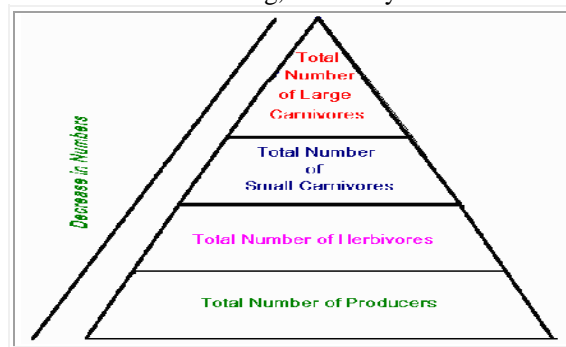 Total
Number
of Large
Carnivores
Total Number
of
Small Carnivores
Total Number of Herbivores
Total Number of Producers
Decrease in Numbers